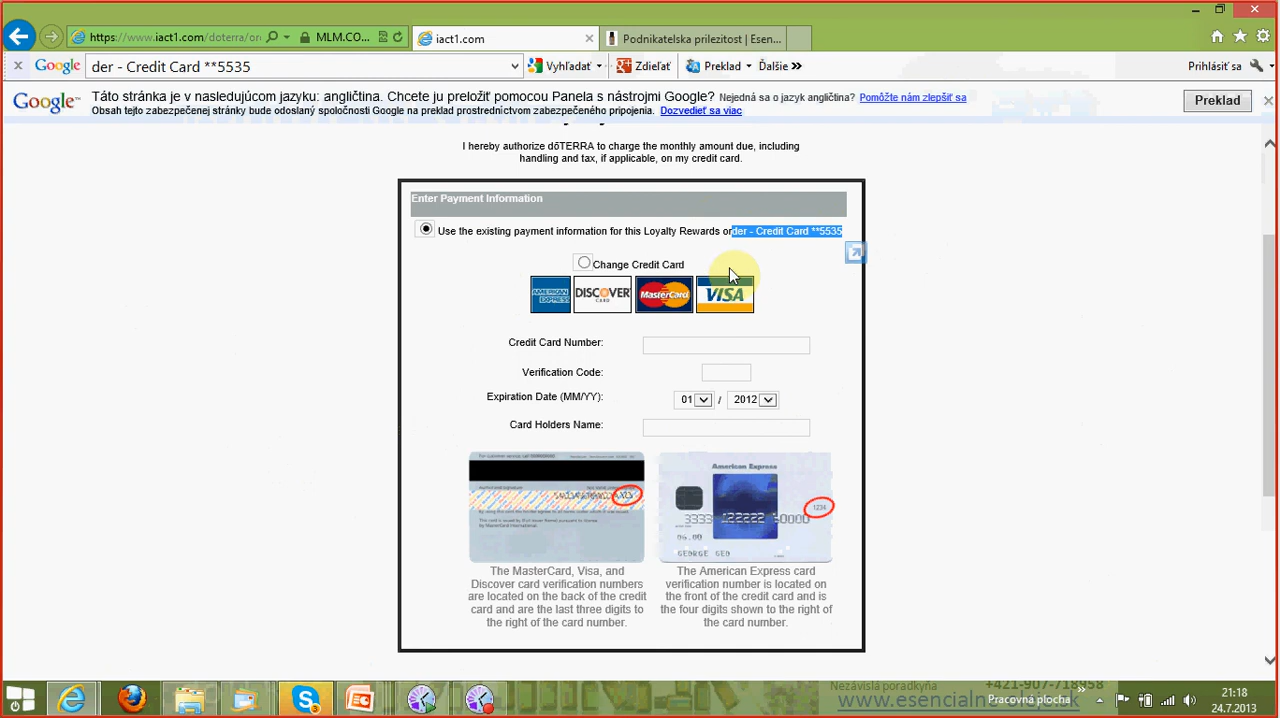 https://www.iact1.com/doterra/ord
MLM.CO...
iact1.com
Podnikatelska prilezitost | Esen...
Google
der - Credit Card **5535
Vyhľadať
Zdieľať
Preklad
Ďalšie »
Prihlásiť sa
Google™
Táto stránka je v nasledujúcom jazyku: angličtina. Chcete ju preložiť pomocou Panela s nástrojmi Google? Nejedná sa o jazyk angličtina? Pomôžte nám zlepšiť sa
Preklad
Obsah tejto zabezpečenej stránky bude odoslaný spoločnosti Google na preklad prostredníctvom zabezpečeného pripojenia. Dozvedieť sa viac
I hereby authorize dōTERRA to charge the monthly amount due, including
handling and tax, if applicable, on my credit card.
Enter Payment Information
Use the existing payment information for this Loyalty Rewards order - Credit Card **5535
Change Credit Card
AMERICAN EXPRESS
DISCOVER CARD
MasterCard
VISA
Credit Card Number:
Verification Code:
Expiration Date (MM/YY):
01 / 2012
Card Holders Name:
American Express
1234
GEORGE GEO
The MasterCard, Visa, and
Discover card verification numbers
are located on the back of the credit
card and are the last three digits to
the right of the card number.
The American Express card
verification number is located on
the front of the credit card and is
the four digits shown to the right of
the card number.
Nezávislá poradkyňa
+421-907-718958
Pracovná plocha
21:18
24.7.2013